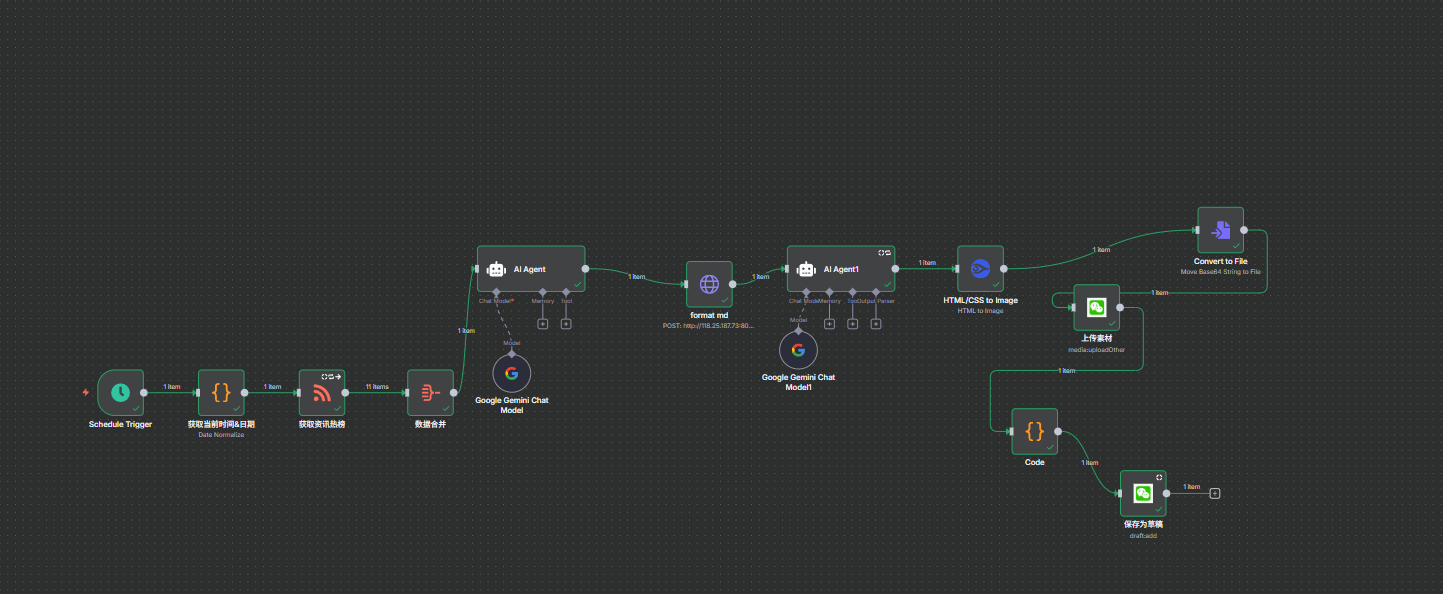 Convert to File
Move Base64 String to File
1 item
AI Agent
1 item
Chat Model*
Memory
Tool
Model
Google Gemini Chat
Model
format md
POST: http://118.25.187.73:80...
1 item
AI Agent1
1 item
Chat Model
Memory
Tool
Output Parser
Model
Google Gemini Chat
Model1
HTML/CSS to Image
HTML to Image
1 item
1 item
上传素材
media:uploadOther
1 item
Schedule Trigger
1 item
获取当前时间&日期
Date Normalize
1 item
获取资讯热榜
11 items
数据合并
Code
1 item
保存为草稿
draft:add
1 item